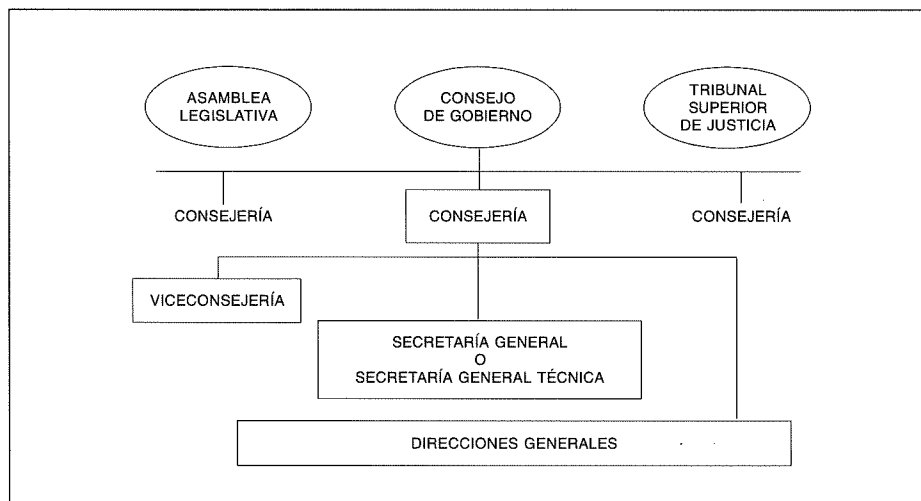 ASAMBLEA
LEGISLATIVA
CONSEJO
DE GOBIERNO
TRIBUNAL
SUPERIOR
DE JUSTICIA
CONSEJERÍA
CONSEJERÍA
CONSEJERÍA
VICECONSEJERÍA
SECRETARÍA GENERAL
O
SECRETARÍA GENERAL TÉCNICA
DIRECCIONES GENERALES